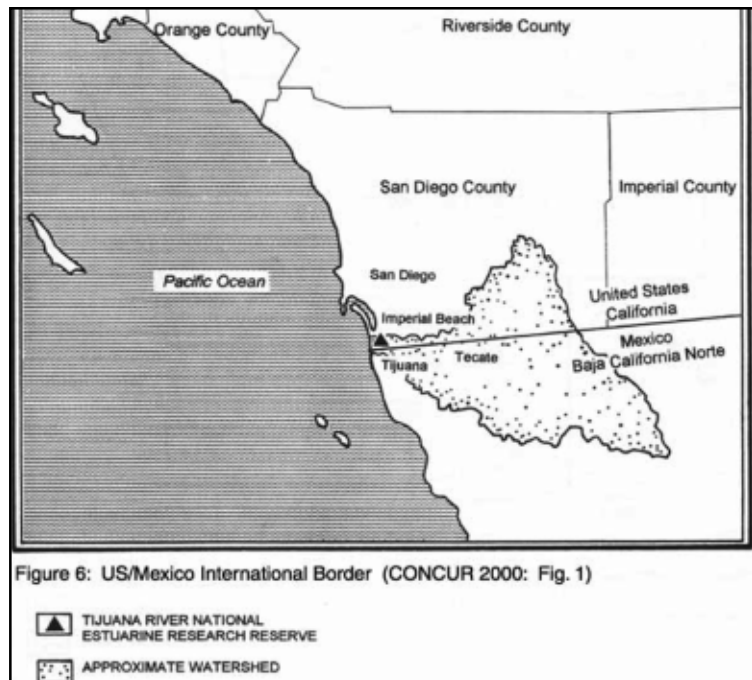 Orange County
Riverside County
San Diego County
Imperial County
Pacific Ocean
San Diego
Imperial Beach
United States
California
Tijuana
Tecate
Mexico
Baja California Norte
Figure 6: US/Mexico International Border (CONCUR 2000: Fig. 1)
TIJUANA RIVER NATIONAL
ESTUARINE RESEARCH RESERVE
APPROXIMATE WATERSHED